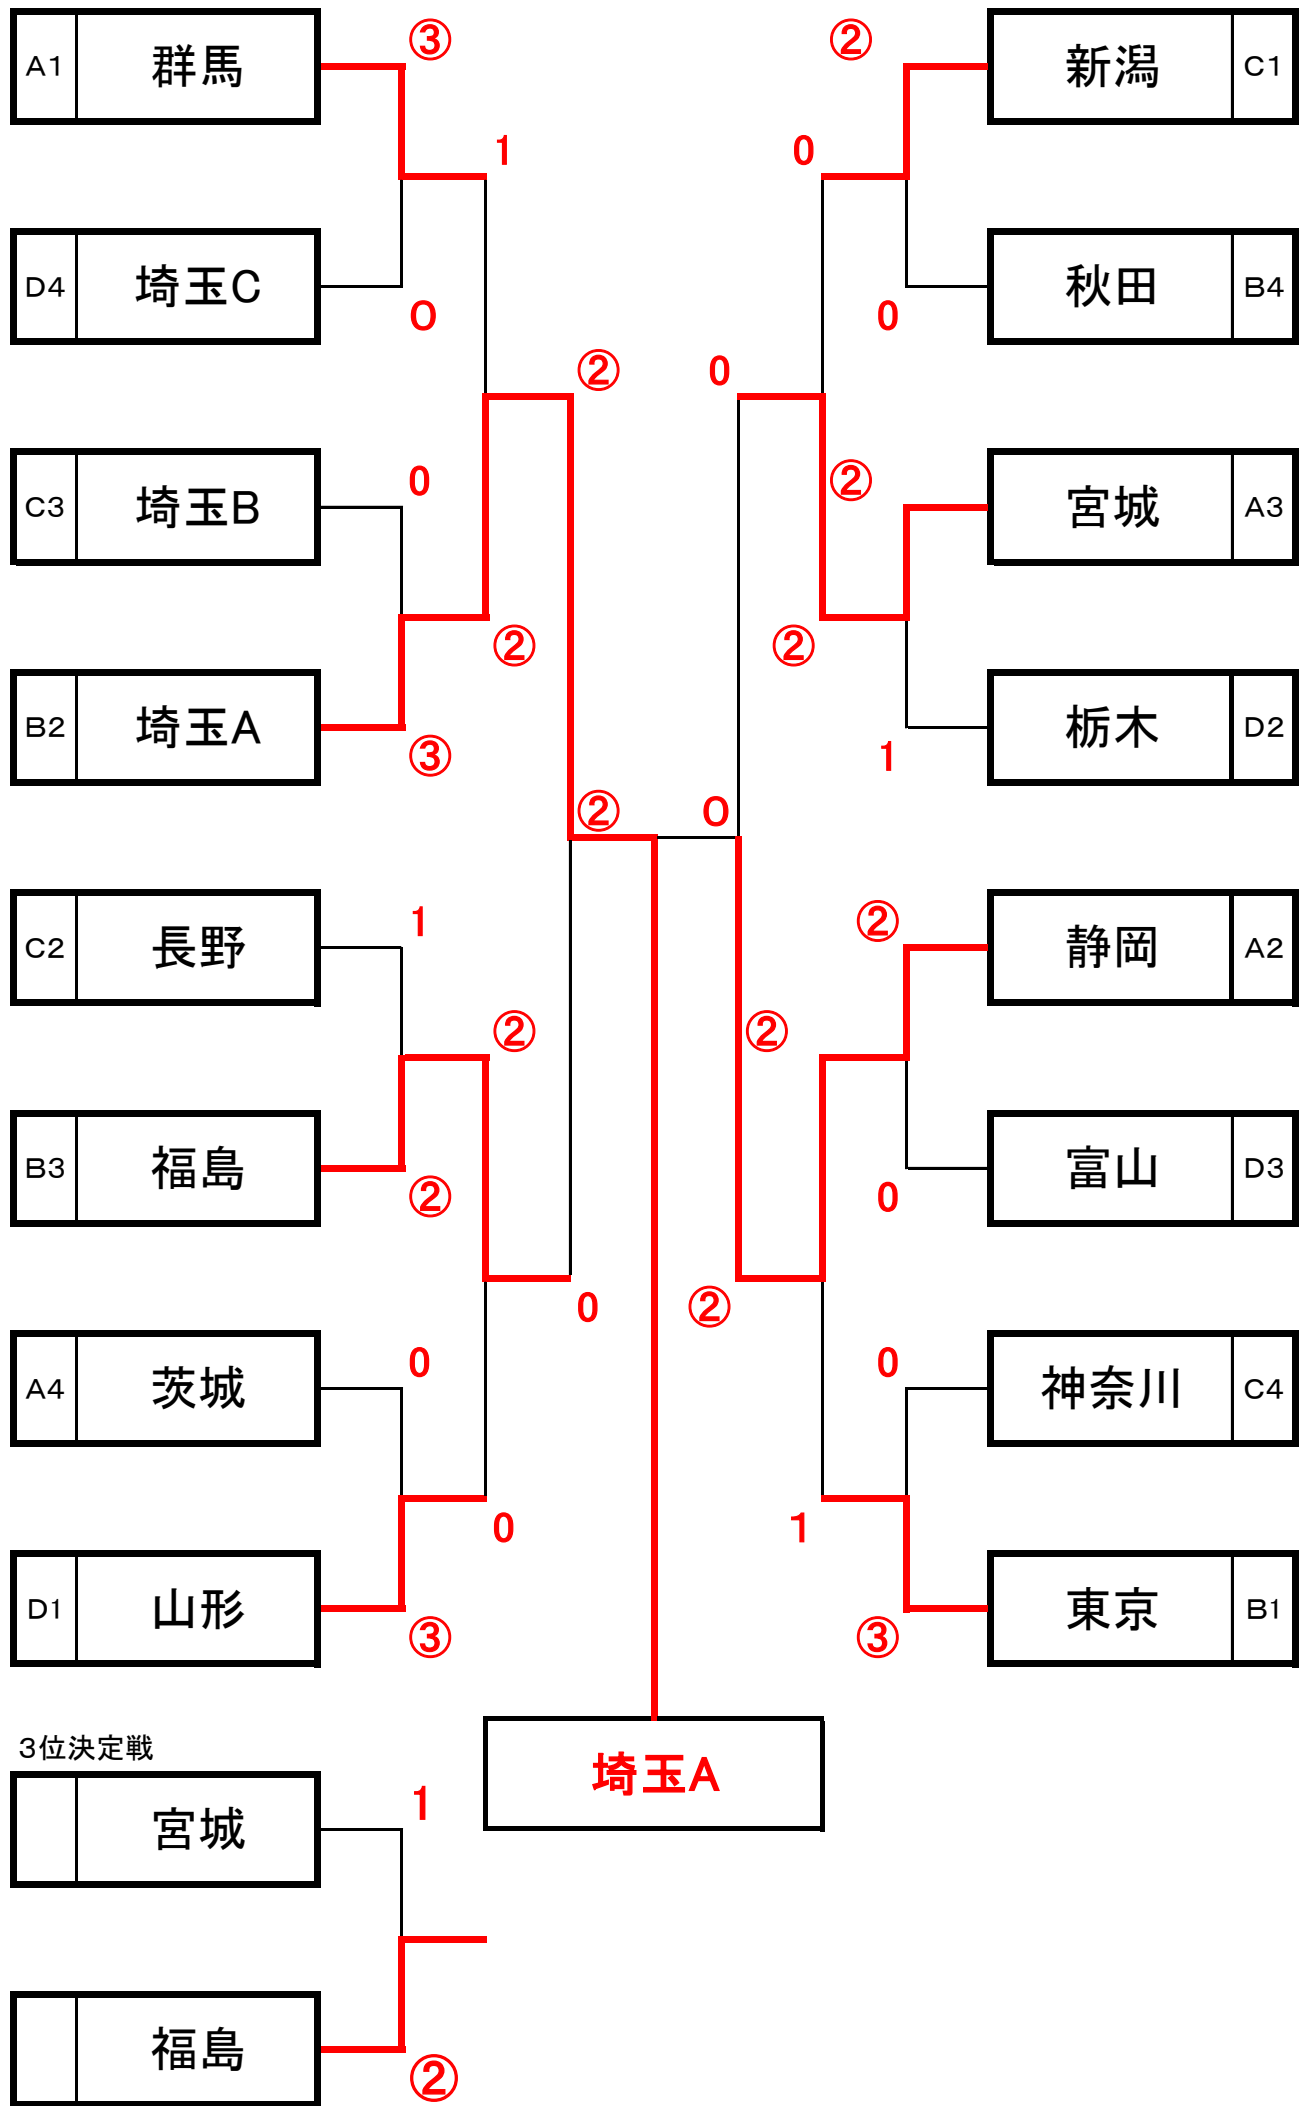 A1 群馬 ③ ② 新潟 C1
1 0
D4 埼玉C 0 0 秋田 B4
② 0
C3 埼玉B 0 ② 宮城 A3
② ②
B2 埼玉A ③ 1 栃木 D2
② 0
C2 長野 1 ② 静岡 A2
② ②
B3 福島 ② 0 富山 D3
0 ②
A4 茨城 0 0 神奈川 C4
0 1
D1 山形 ③ ③ 東京 B1
3位決定戦
埼玉A
宮城 1
福島 ②